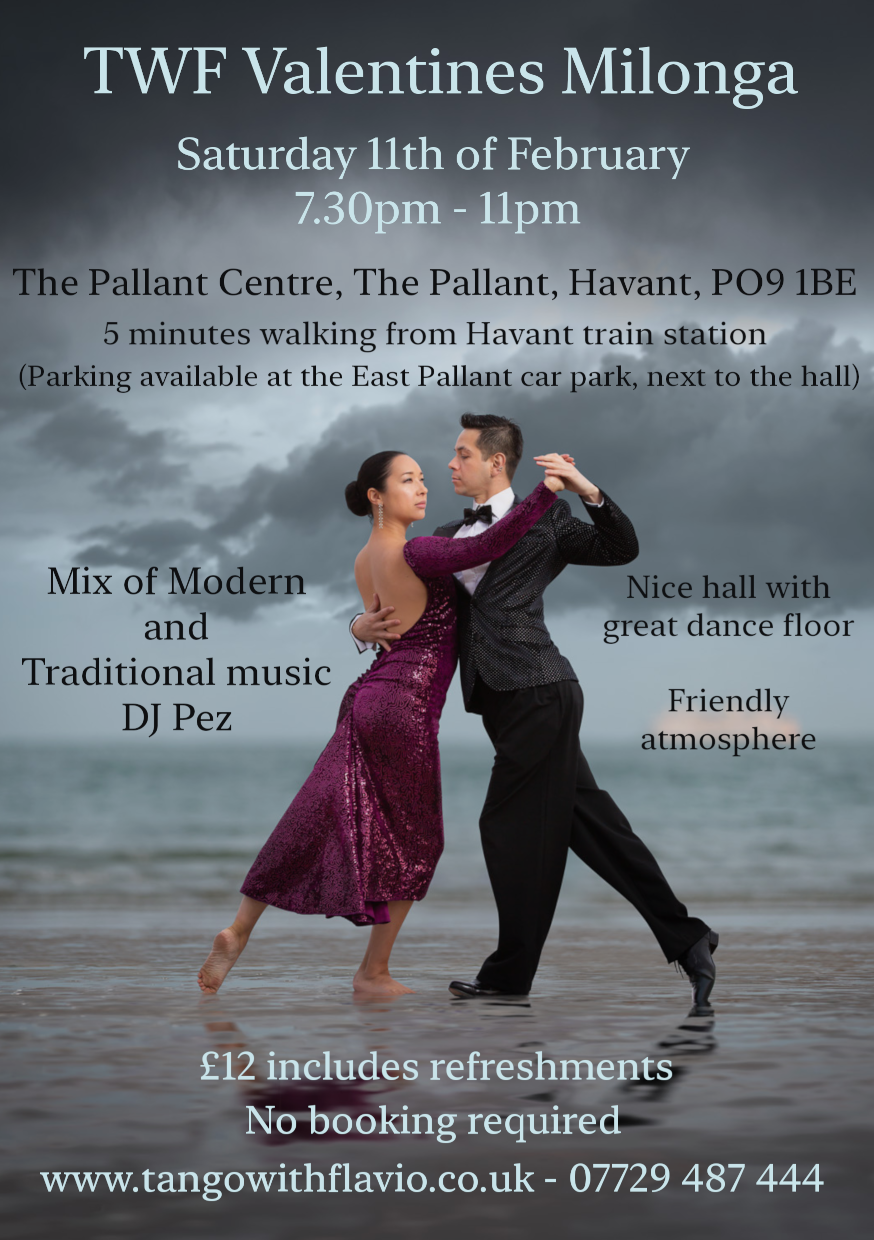 TWF Valentines Milonga
Saturday 11th of February
7.30pm - 11pm
The Pallant Centre, The Pallant, Havant, PO9 1BE
5 minutes walking from Havant train station
(Parking available at the East Pallant car park, next to the hall)
Mix of Modern
and
Traditional music
DJ Pez
Nice hall with
great dance floor
Friendly
atmosphere
£12 includes refreshments
No booking required
www.tangowithflavio.co.uk - 07729 487 444